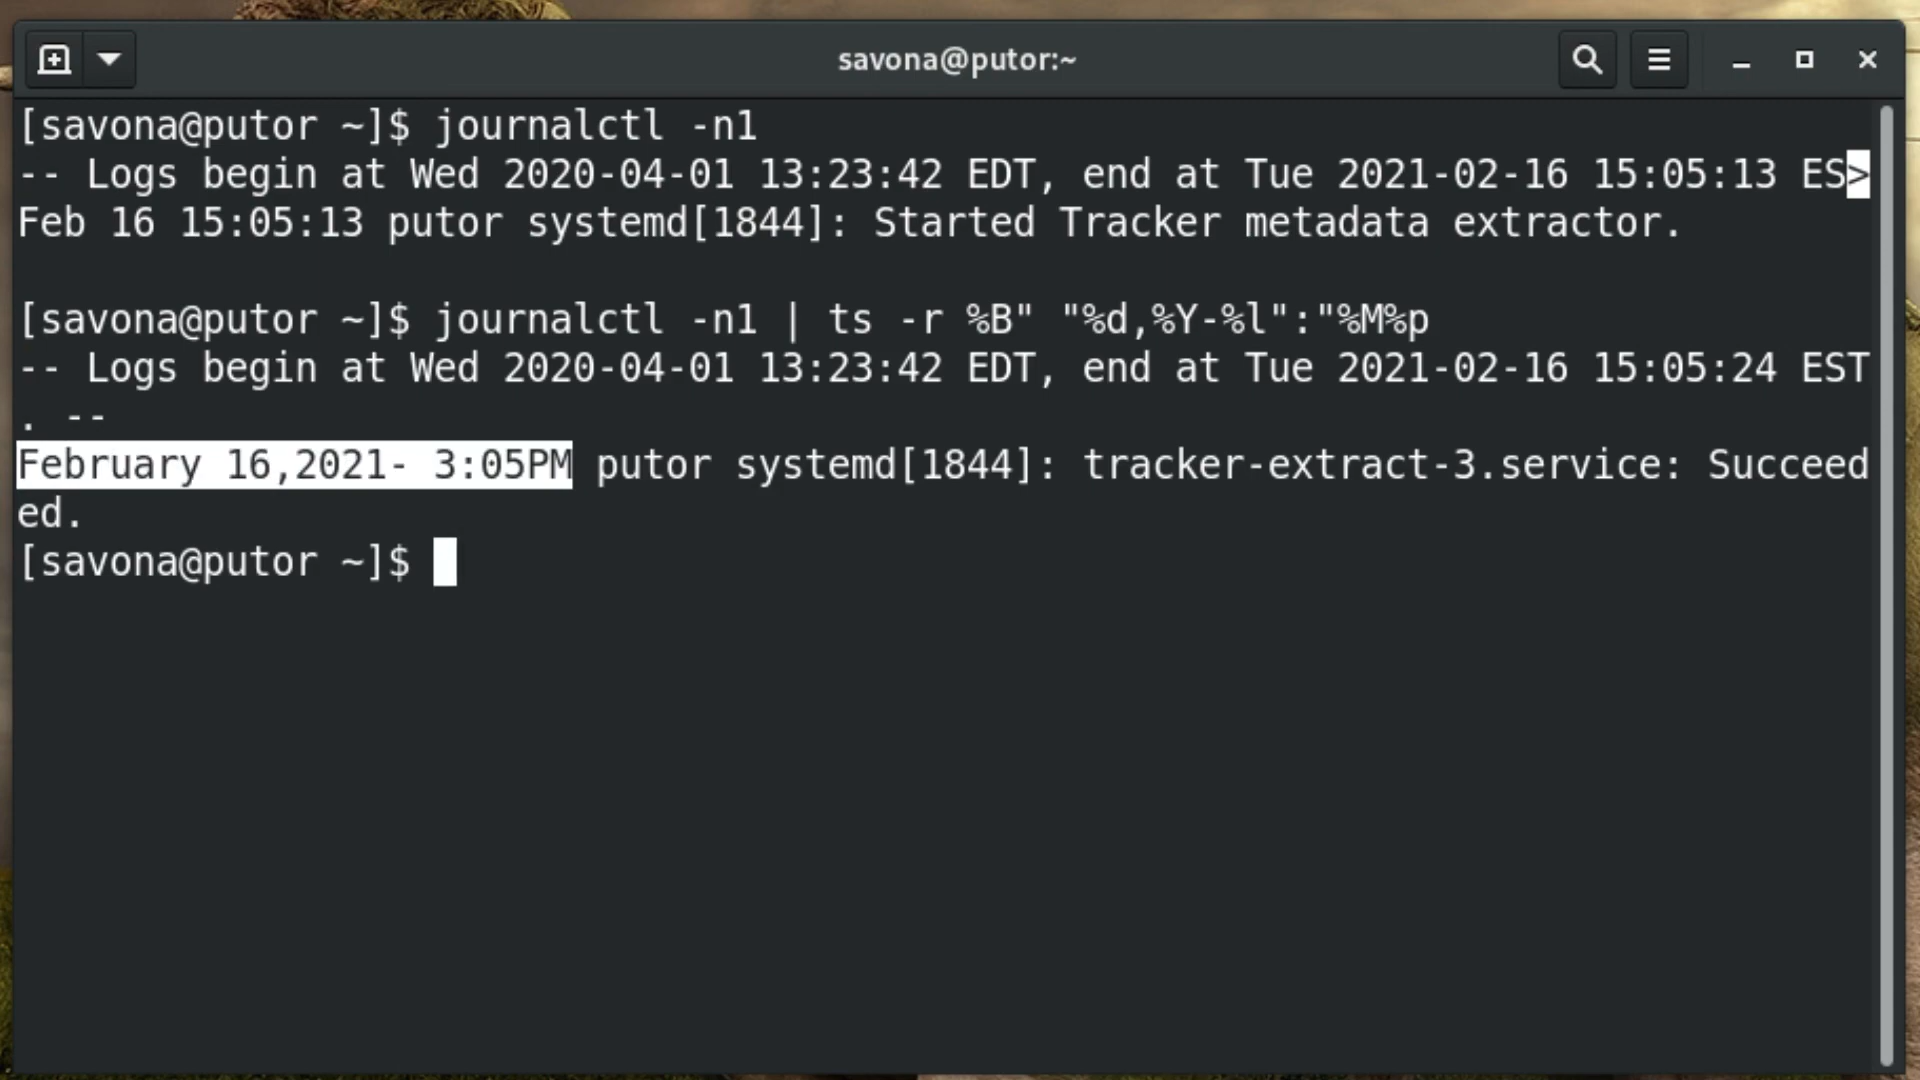 savona@putor:~
[savona@putor ~]$ journalctl -n1
-- Logs begin at Wed 2020-04-01 13:23:42 EDT, end at Tue 2021-02-16 15:05:13 ES>
Feb 16 15:05:13 putor systemd[1844]: Started Tracker metadata extractor.
[savona@putor ~]$ journalctl -n1 | ts -r %B" "%d,%Y-%l":"%M%p
-- Logs begin at Wed 2020-04-01 13:23:42 EDT, end at Tue 2021-02-16 15:05:24 EST
. --
February 16,2021- 3:05PM putor systemd[1844]: tracker-extract-3.service: Succeed
ed.
[savona@putor ~]$